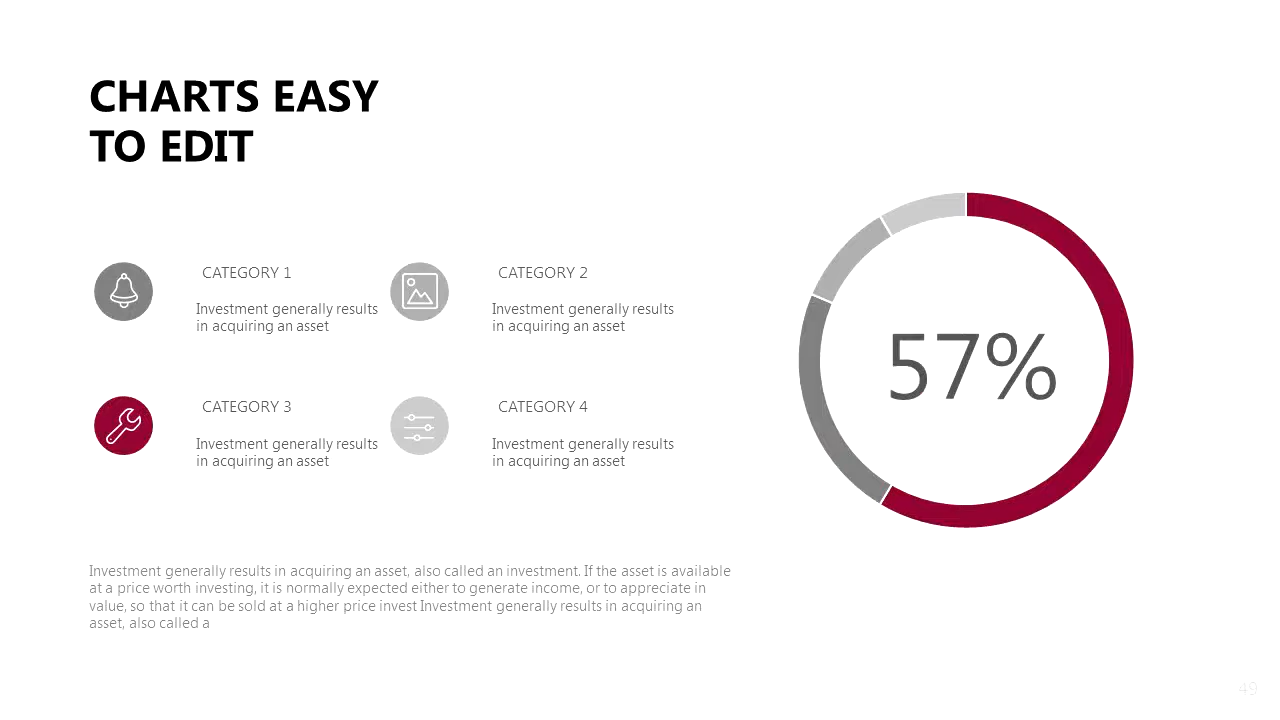 CHARTS EASY
TO EDIT
CATEGORY 1
Investment generally results
in acquiring an asset
CATEGORY 2
Investment generally results
in acquiring an asset
CATEGORY 3
Investment generally results
in acquiring an asset
CATEGORY 4
Investment generally results
in acquiring an asset
57%
Investment generally results in acquiring an asset, also called an investment. If the asset is available
at a price worth investing, it is normally expected either to generate income, or to appreciate in
value, so that it can be sold at a higher price invest Investment generally results in acquiring an
asset, also called a
49